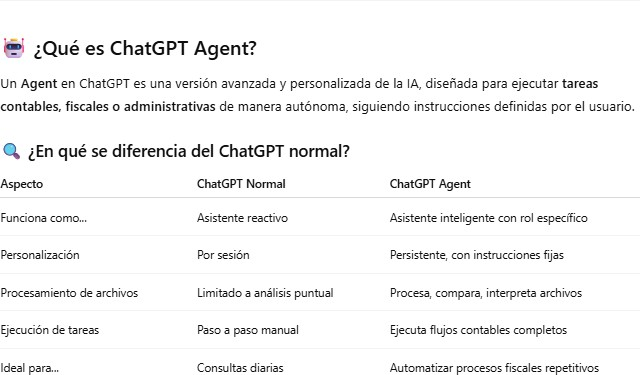 ¿Qué es ChatGPT Agent?
Un Agent en ChatGPT es una versión avanzada y personalizada de la IA, diseñada para ejecutar tareas
contables, fiscales o administrativas de manera autónoma, siguiendo instrucciones definidas por el usuario.
¿En qué se diferencia del ChatGPT normal?
Aspecto ChatGPT Normal ChatGPT Agent
Funciona como... Asistente reactivo Asistente inteligente con rol específico
Personalización Por sesión Persistente, con instrucciones fijas
Procesamiento de archivos Limitado a análisis puntual Procesa, compara, interpreta archivos
Ejecución de tareas Paso a paso manual Ejecuta flujos contables completos
Ideal para... Consultas diarias Automatizar procesos fiscales repetitivos